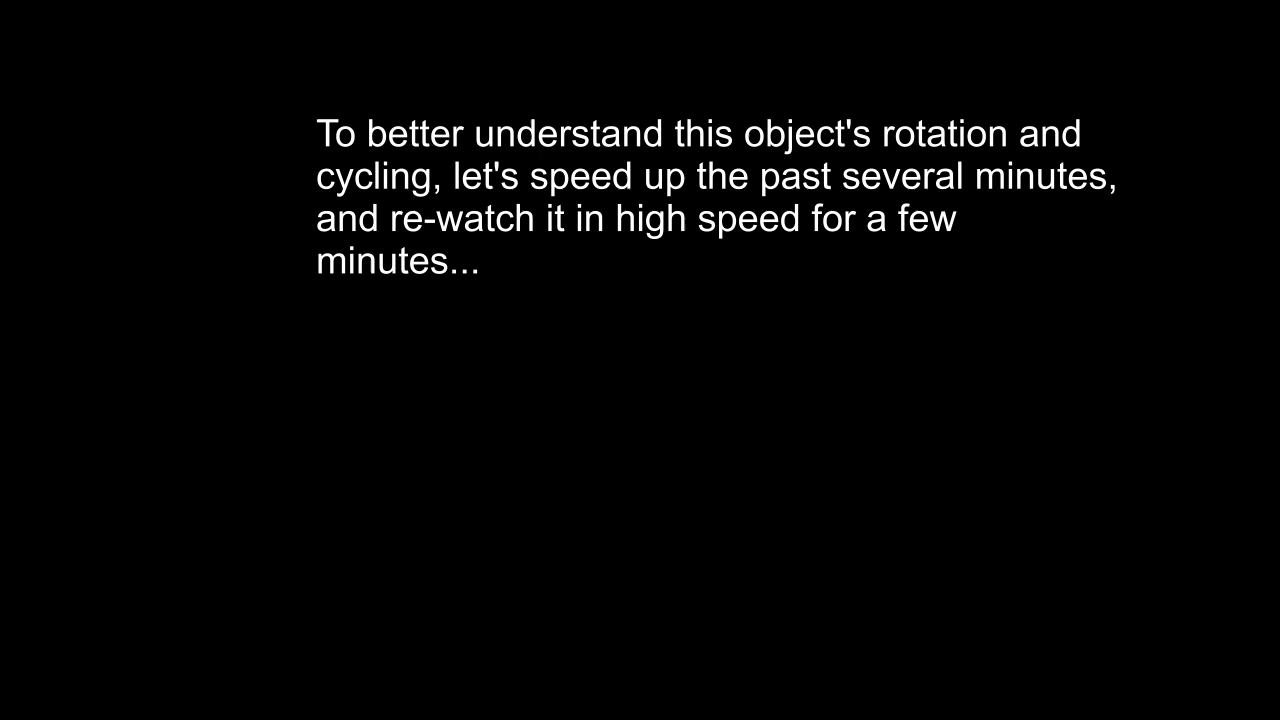 To better understand this object's rotation and
cycling, let's speed up the past several minutes,
and re-watch it in high speed for a few
minutes...